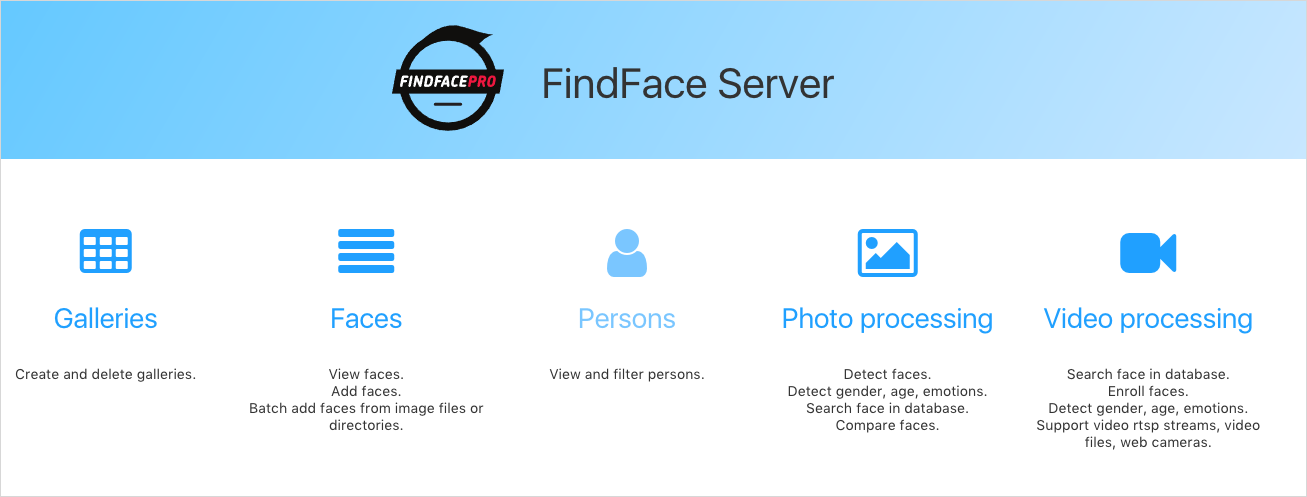 FINDFACEPRO
FindFace Server
Galleries
Create and delete galleries.
Faces
View faces.
Add faces.
Batch add faces from image files or
directories.
Persons
View and filter persons.
Photo processing
Detect faces.
Detect gender, age, emotions.
Search face in database.
Compare faces.
Video processing
Search face in database.
Enroll faces.
Detect gender, age, emotions.
Support video rtsp streams, video
files, web cameras.